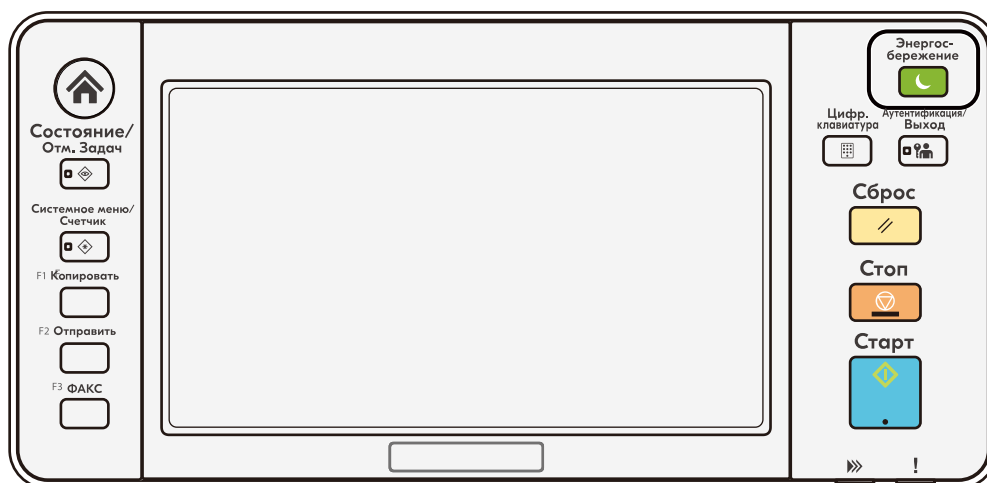 Состояние/
Отм. Задач
Системное меню/
Счетчик
F1 Копировать
F2 Отправить
F3 ФАКС
Энергос-
бережение
Цифр.
клавиатура
Аутентификация/
Выход
Сброс
Стоп
Старт
!